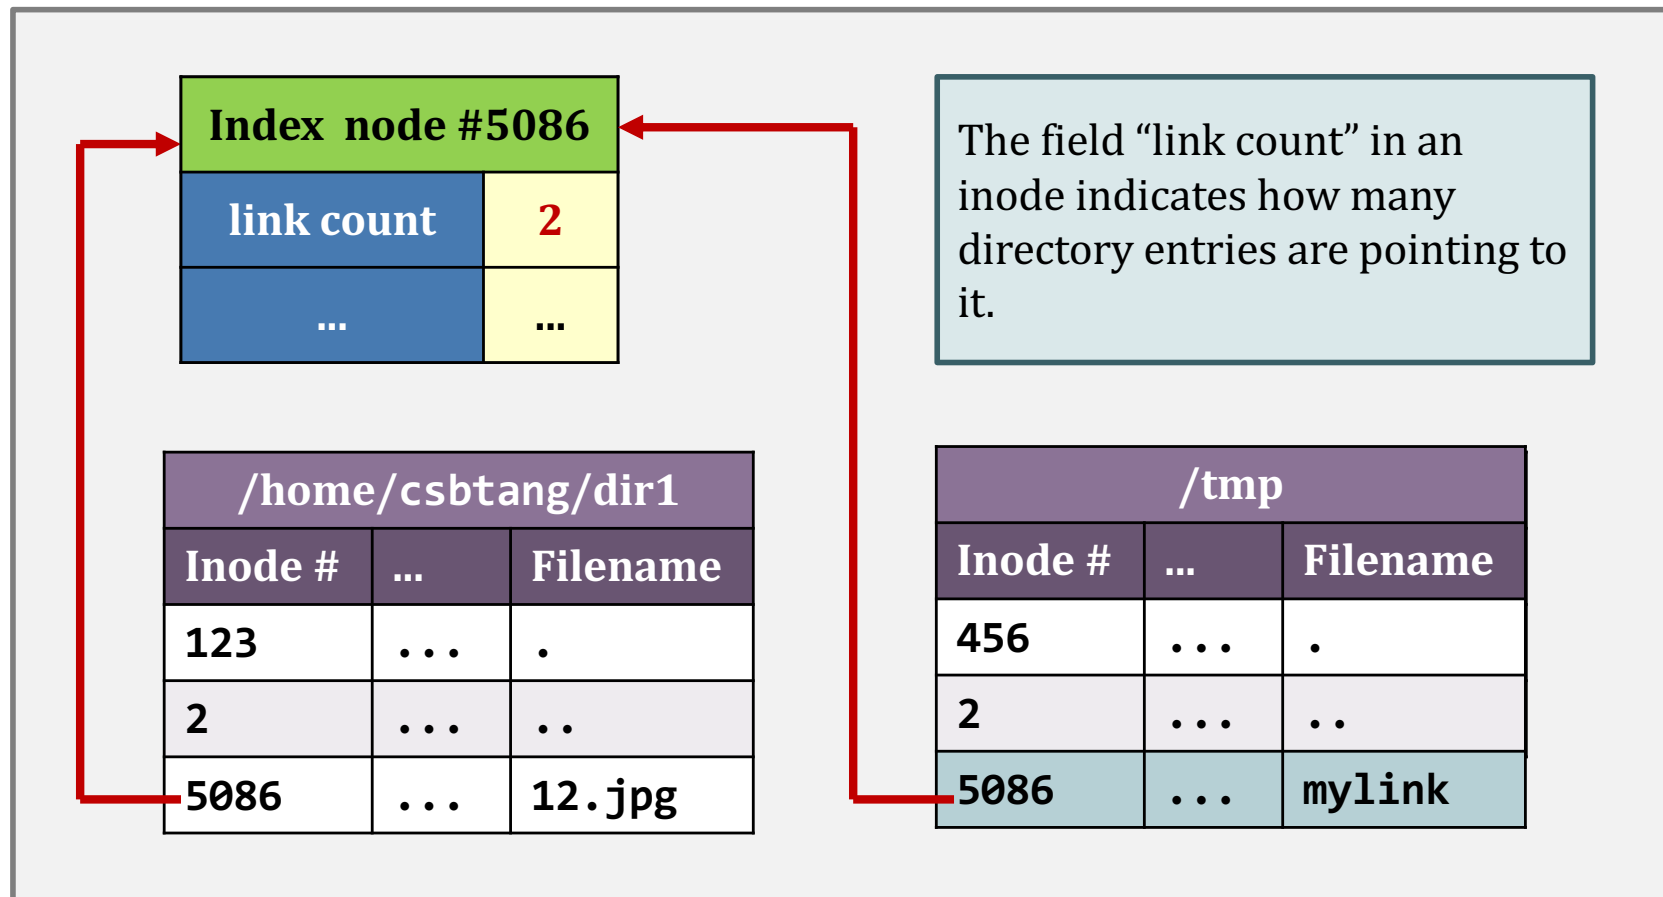 Index node #5086
link count 2
... ...
The field “link count” in an
inode indicates how many
directory entries are pointing to
it.
/home/csbtang/dir1
Inode # ... Filename
123 ... .
2 ... ..
5086 ... 12.jpg
/tmp
Inode # ... Filename
456 ... .
2 ... ..
5086 ... mylink